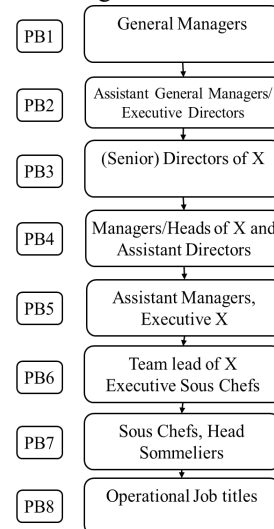 PB1
General Managers
PB2
Assistant General Managers/
Executive Directors
PB3
(Senior) Directors of X
PB4
Managers/Heads of X and
Assistant Directors
PB5
Assistant Managers,
Executive X
PB6
Team lead of X
Executive Sous Chefs
PB7
Sous Chefs, Head
Sommeliers
PB8
Operational Job titles